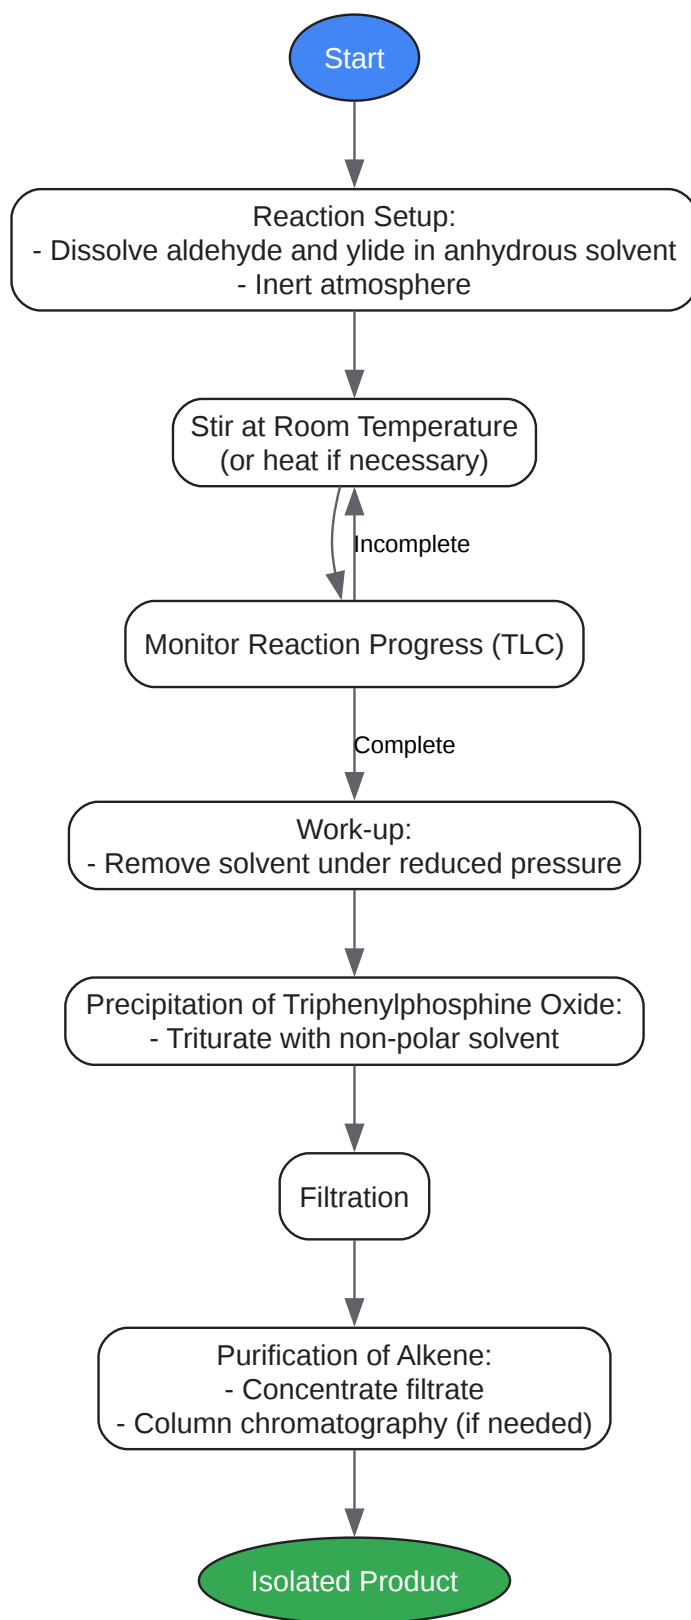 Start
Reaction Setup:
- Dissolve aldehyde and ylide in anhydrous solvent
- Inert atmosphere
Stir at Room Temperature
(or heat if necessary)
Incomplete
Monitor Reaction Progress (TLC)
Complete
Work-up:
- Remove solvent under reduced pressure
Precipitation of Triphenylphosphine Oxide:
- Triturate with non-polar solvent
Filtration
Purification of Alkene:
- Concentrate filtrate
- Column chromatography (if needed)
Isolated Product